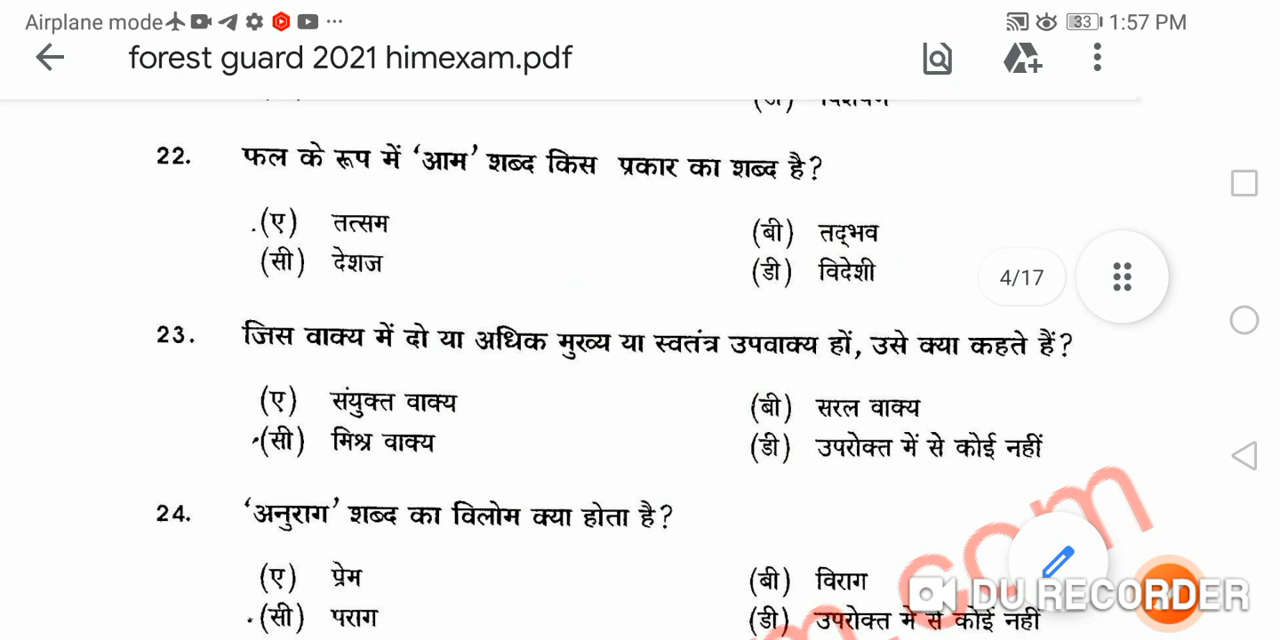 Airplane mode ... 33 1:57 PM
forest guard 2021 himexam.pdf
22. फल के रूप में ‘आम’ शब्द किस प्रकार का शब्द है?
(ए) तत्सम (बी) तद्भव
(सी) देशज (डी) विदेशी
4/17
23. जिस वाक्य में दो या अधिक मुख्य या स्वतंत्र उपवाक्य हों, उसे क्या कहते हैं?
(ए) संयुक्त वाक्य (बी) सरल वाक्य
(सी) मिश्र वाक्य (डी) उपरोक्त में से कोई नहीं
24. ‘अनुराग’ शब्द का विलोम क्या होता है?
(ए) प्रेम (बी) विराग
(सी) पराग (डी) उपरोक्त में से कोई नहीं
m.com
DU RECORDER